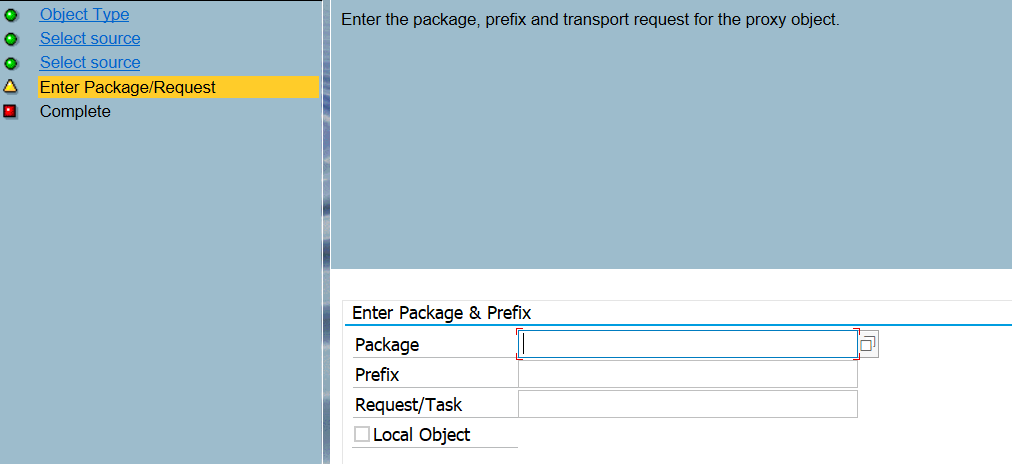 Object Type
Select source
Select source
Enter Package/Request
Complete
Enter the package, prefix and transport request for the proxy object.
Enter Package & Prefix
Package
Prefix
Request/Task
Local Object